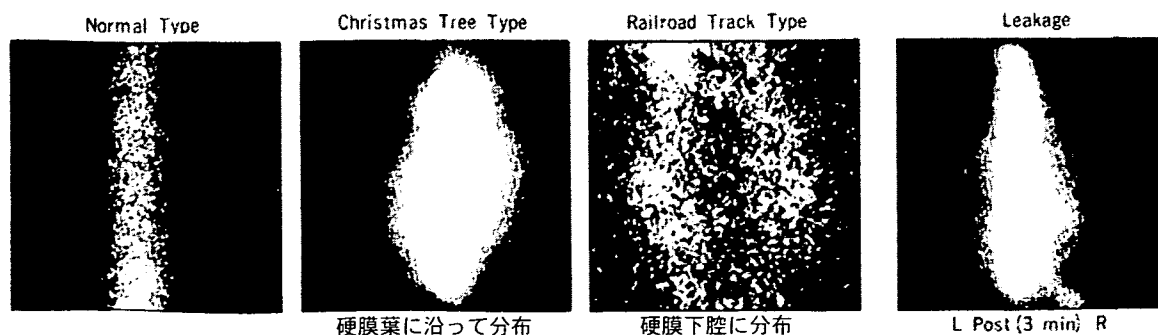 Normal Type
Christmas Tree Type
Railroad Track Type
Leakage
硬膜葉に沿って分布
硬膜下腔に分布
L Post (3 min) R